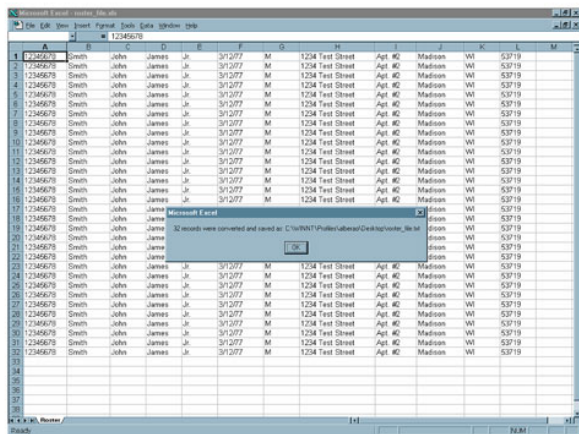 Microsoft Excel - roster_file.xls
File Edit View Insert Format Tools Data Window Help
= 12345678
A B C D E F G H I J K L M
1 12345678 Smith John James Jr. 3/12/77 M 1234 Test Street Apt. #2 Madison WI 53719
2 12345678 Smith John James Jr. 3/12/77 M 1234 Test Street Apt. #2 Madison WI 53719
3 12345678 Smith John James Jr. 3/12/77 M 1234 Test Street Apt. #2 Madison WI 53719
4 12345678 Smith John James Jr. 3/12/77 M 1234 Test Street Apt. #2 Madison WI 53719
5 12345678 Smith John James Jr. 3/12/77 M 1234 Test Street Apt. #2 Madison WI 53719
6 12345678 Smith John James Jr. 3/12/77 M 1234 Test Street Apt. #2 Madison WI 53719
7 12345678 Smith John James Jr. 3/12/77 M 1234 Test Street Apt. #2 Madison WI 53719
8 12345678 Smith John James Jr. 3/12/77 M 1234 Test Street Apt. #2 Madison WI 53719
9 12345678 Smith John James Jr. 3/12/77 M 1234 Test Street Apt. #2 Madison WI 53719
10 12345678 Smith John James Jr. 3/12/77 M 1234 Test Street Apt. #2 Madison WI 53719
11 12345678 Smith John James Jr. 3/12/77 M 1234 Test Street Apt. #2 Madison WI 53719
12 12345678 Smith John James Jr. 3/12/77 M 1234 Test Street Apt. #2 Madison WI 53719
13 12345678 Smith John James Jr. 3/12/77 M 1234 Test Street Apt. #2 Madison WI 53719
14 12345678 Smith John James Jr. 3/12/77 M 1234 Test Street Apt. #2 Madison WI 53719
15 12345678 Smith John James Jr. 3/12/77 M 1234 Test Street Apt. #2 Madison WI 53719
16 12345678 Smith John James Jr. 3/12/77 M 1234 Test Street Apt. #2 Madison WI 53719
17 12345678 Smith John WI 53719
18 12345678 Smith John WI 53719
19 12345678 Smith John WI 53719
20 12345678 Smith John WI 53719
21 12345678 Smith John WI 53719
22 12345678 Smith John WI 53719
Microsoft Excel
32 records were converted and saved as: C:\WINNT\Profiles\alberao\Desktop\roster_file.txt
OK
23 12345678 Smith John James Jr. 3/12/77 M 1234 Test Street Apt. #2 Madison WI 53719
24 12345678 Smith John James Jr. 3/12/77 M 1234 Test Street Apt. #2 Madison WI 53719
25 12345678 Smith John James Jr. 3/12/77 M 1234 Test Street Apt. #2 Madison WI 53719
26 12345678 Smith John James Jr. 3/12/77 M 1234 Test Street Apt. #2 Madison WI 53719
27 12345678 Smith John James Jr. 3/12/77 M 1234 Test Street Apt. #2 Madison WI 53719
28 12345678 Smith John James Jr. 3/12/77 M 1234 Test Street Apt. #2 Madison WI 53719
29 12345678 Smith John James Jr. 3/12/77 M 1234 Test Street Apt. #2 Madison WI 53719
30 12345678 Smith John James Jr. 3/12/77 M 1234 Test Street Apt. #2 Madison WI 53719
31 12345678 Smith John James Jr. 3/12/77 M 1234 Test Street Apt. #2 Madison WI 53719
32 12345678 Smith John James Jr. 3/12/77 M 1234 Test Street Apt. #2 Madison WI 53719
33
34
35
36
37
38
Roster
Ready NUM